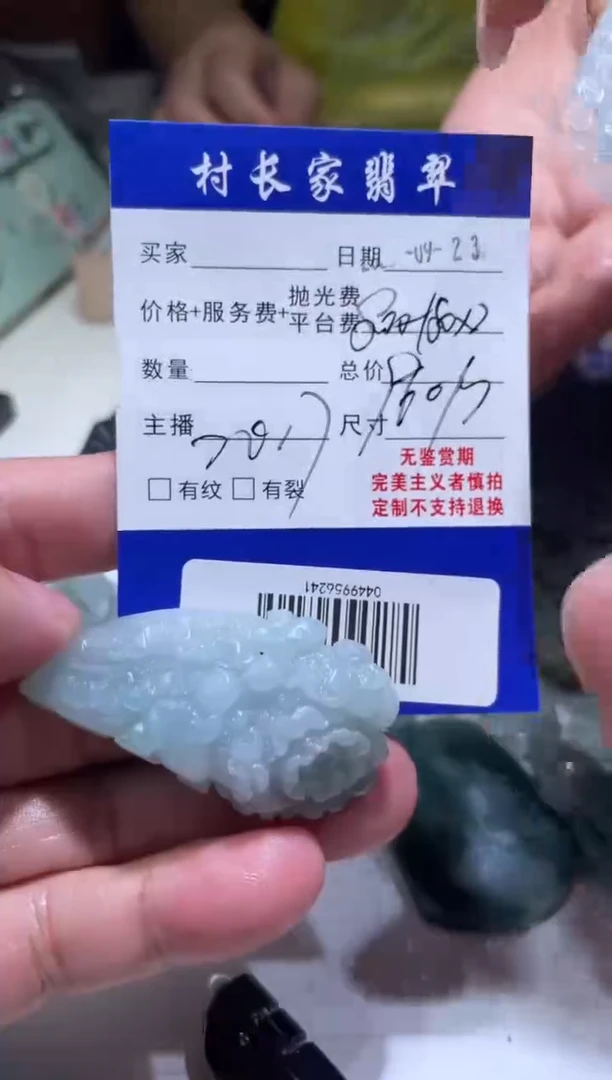 村长家翡翠
买家 日期 -04-23
价格+服务费+抛光费平台费
数量 总价
主播 尺寸
无鉴赏期
□有纹 □有裂 完美主义者慎拍
定制不支持退换
0449956241